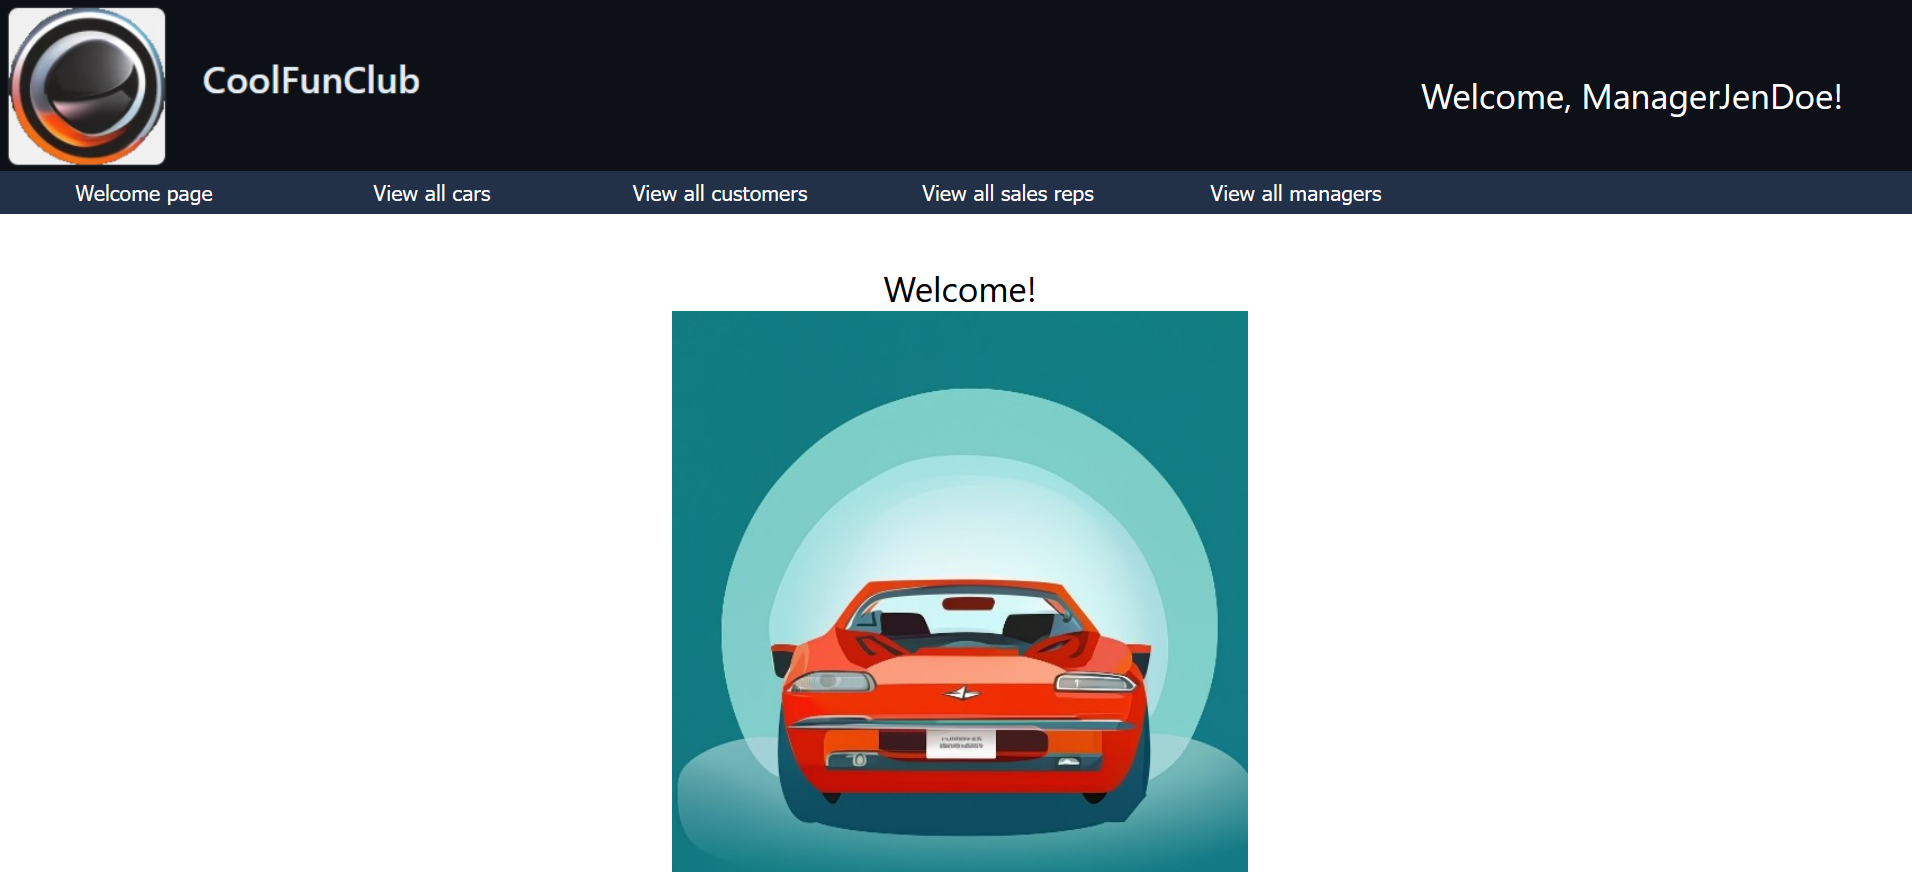 CoolFunClub
Welcome, ManagerJenDoe!
Welcome page
View all cars
View all customers
View all sales reps
View all managers
Welcome!